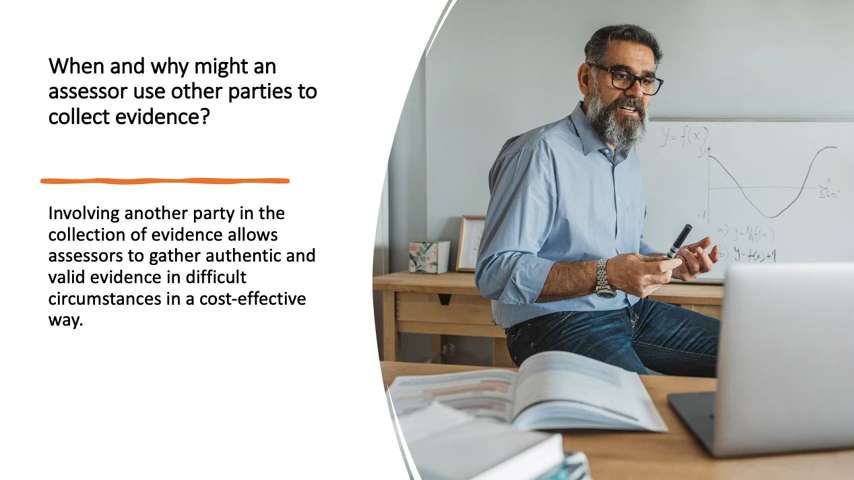 When and why might an
assessor use other parties to
collect evidence?
Involving another party in the
collection of evidence allows
assessors to gather authentic and
valid evidence in difficult
circumstances in a cost-effective
way.
y = f(x)